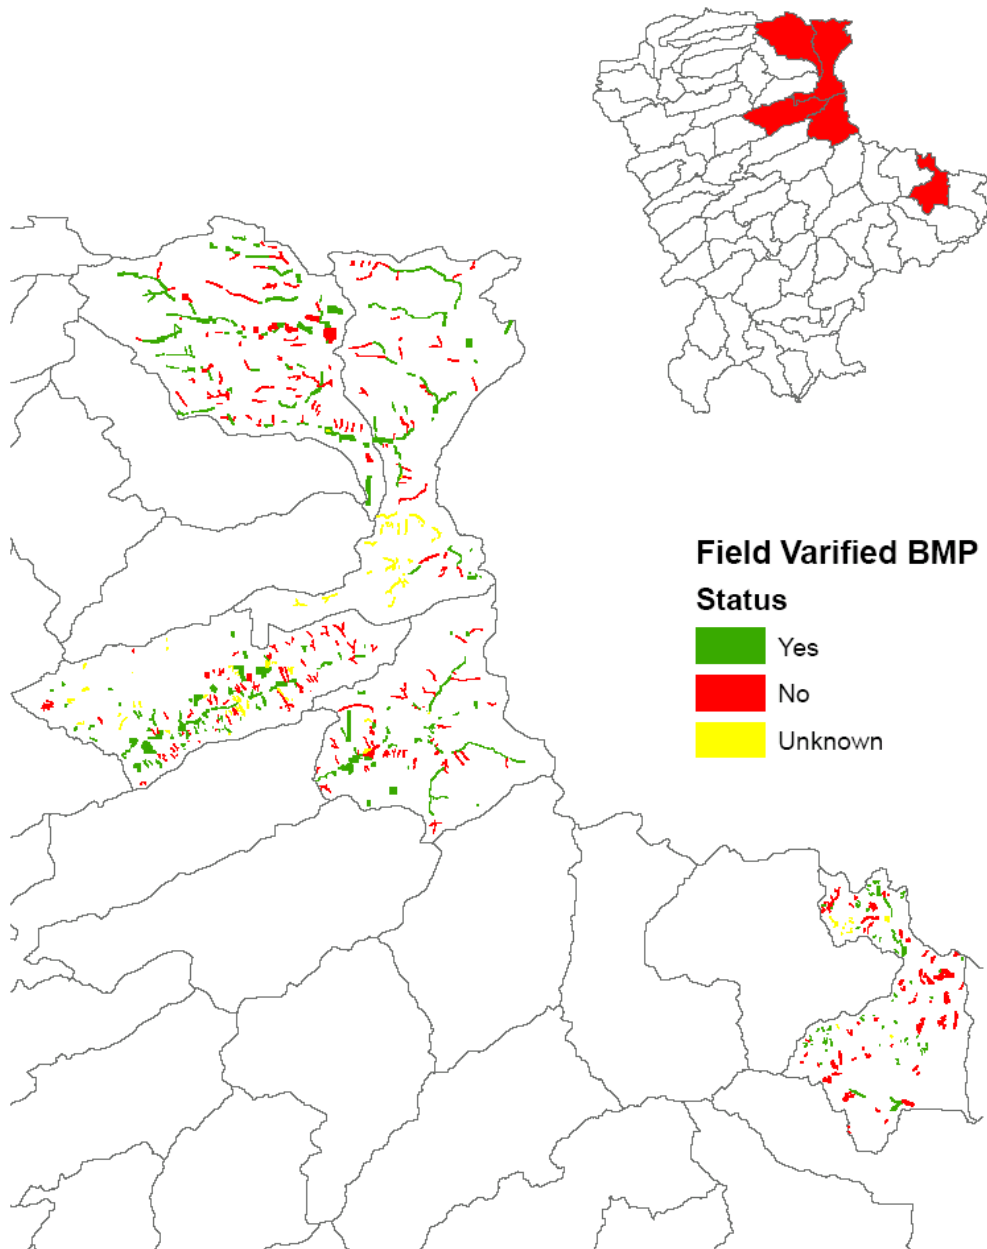 Field Varified BMP
Status
Yes
No
Unknown